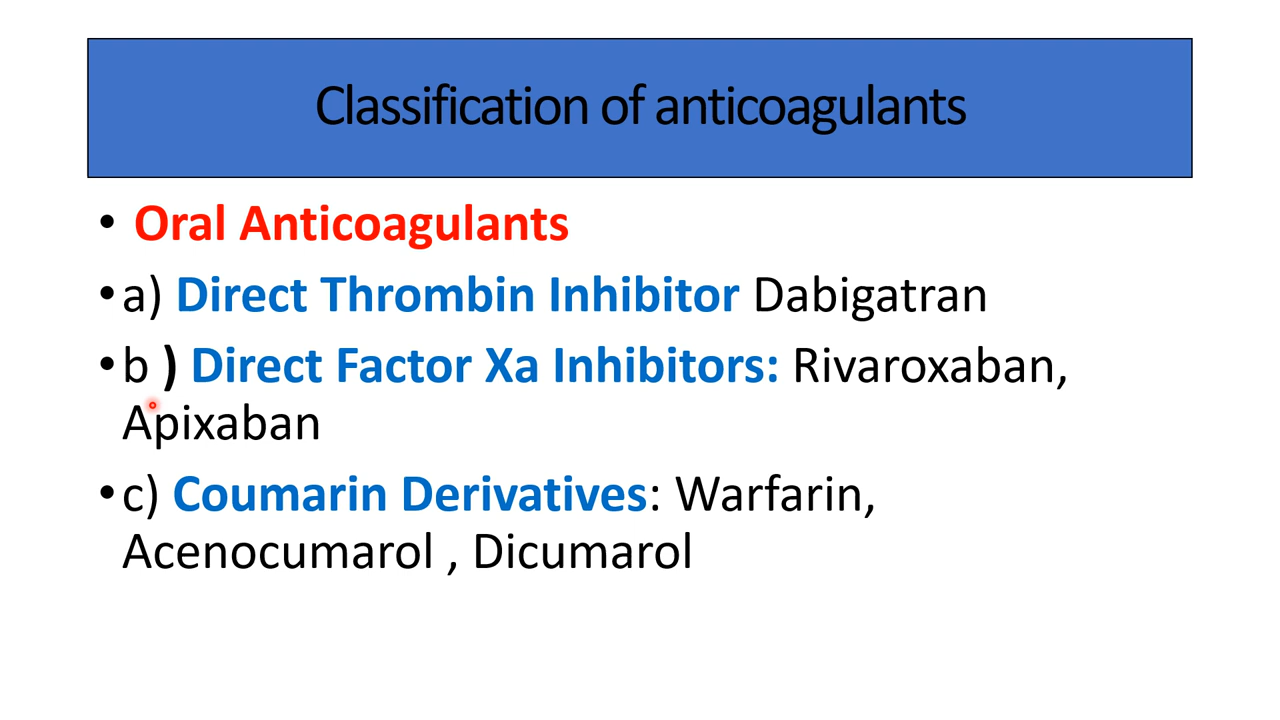 Classification of anticoagulants
• Oral Anticoagulants
• a) Direct Thrombin Inhibitor Dabigatran
• b ) Direct Factor Xa Inhibitors: Rivaroxaban,
Apixaban
• c) Coumarin Derivatives: Warfarin,
Acenocumarol , Dicumarol